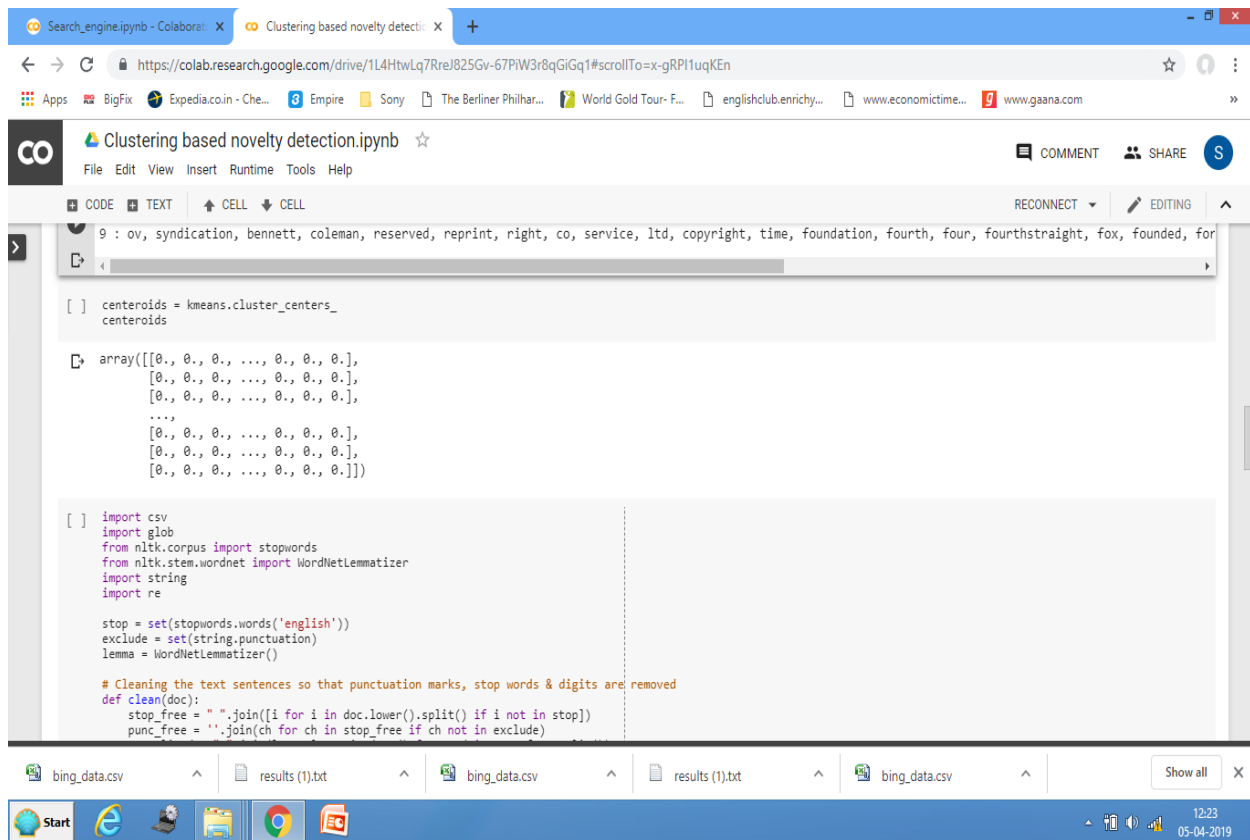 Search_engine.ipynb - Colaborat
Clustering based novelty detectic
https://colab.research.google.com/drive/1L4HtwLq7RreJ825Gv-67PiW3r8qGiGq1#scrollTo=x-gRPl1uqKEn
Apps BigFix Expedia.co.in - Che... Empire Sony The Berliner Philhar... World Gold Tour- F... englishclub.enrichy... www.economictime... www.gaana.com »
CO
Clustering based novelty detection.ipynb
COMMENT SHARE S
File Edit View Insert Runtime Tools Help
CODE TEXT CELL CELL RECONNECT EDITING
9 : ov, syndication, bennett, coleman, reserved, reprint, right, co, service, ltd, copyright, time, foundation, fourth, four, fourthstraight, fox, founded, for
[ ] centeroids = kmeans.cluster_centers_
centeroids
array([[0., 0., 0., ..., 0., 0., 0.],
[0., 0., 0., ..., 0., 0., 0.],
[0., 0., 0., ..., 0., 0., 0.],
...,
[0., 0., 0., ..., 0., 0., 0.],
[0., 0., 0., ..., 0., 0., 0.],
[0., 0., 0., ..., 0., 0., 0.]])
[ ] import csv
import glob
from nltk.corpus import stopwords
from nltk.stem.wordnet import WordNetLemmatizer
import string
import re
stop = set(stopwords.words('english'))
exclude = set(string.punctuation)
lemma = WordNetLemmatizer()
# Cleaning the text sentences so that punctuation marks, stop words & digits are removed
def clean(doc):
stop_free = " ".join([i for i in doc.lower().split() if i not in stop])
punc_free = ''.join(ch for ch in stop_free if ch not in exclude)
bing_data.csv results (1).txt bing_data.csv results (1).txt bing_data.csv Show all
Start
12:23
05-04-2019